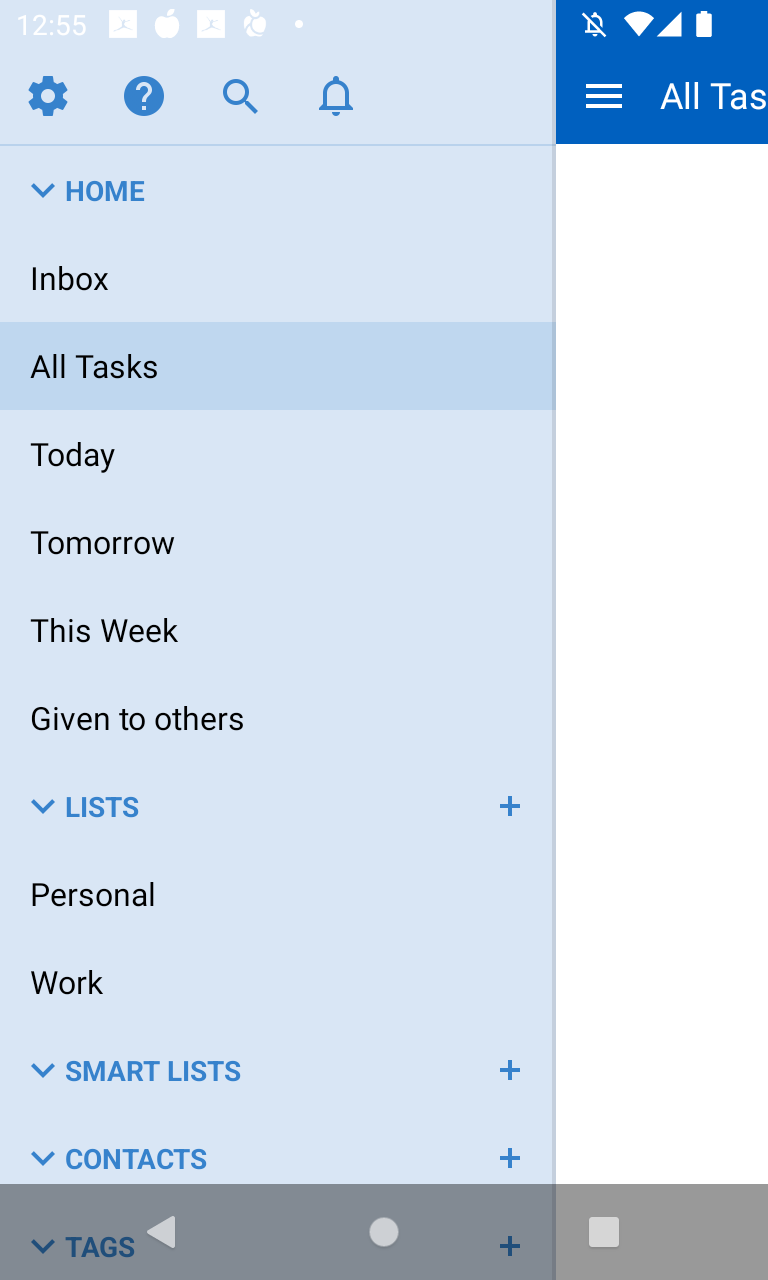 12:55
All Tas
HOME
Inbox
All Tasks
Today
Tomorrow
This Week
Given to others
LISTS
Personal
Work
SMART LISTS
CONTACTS
TAGS